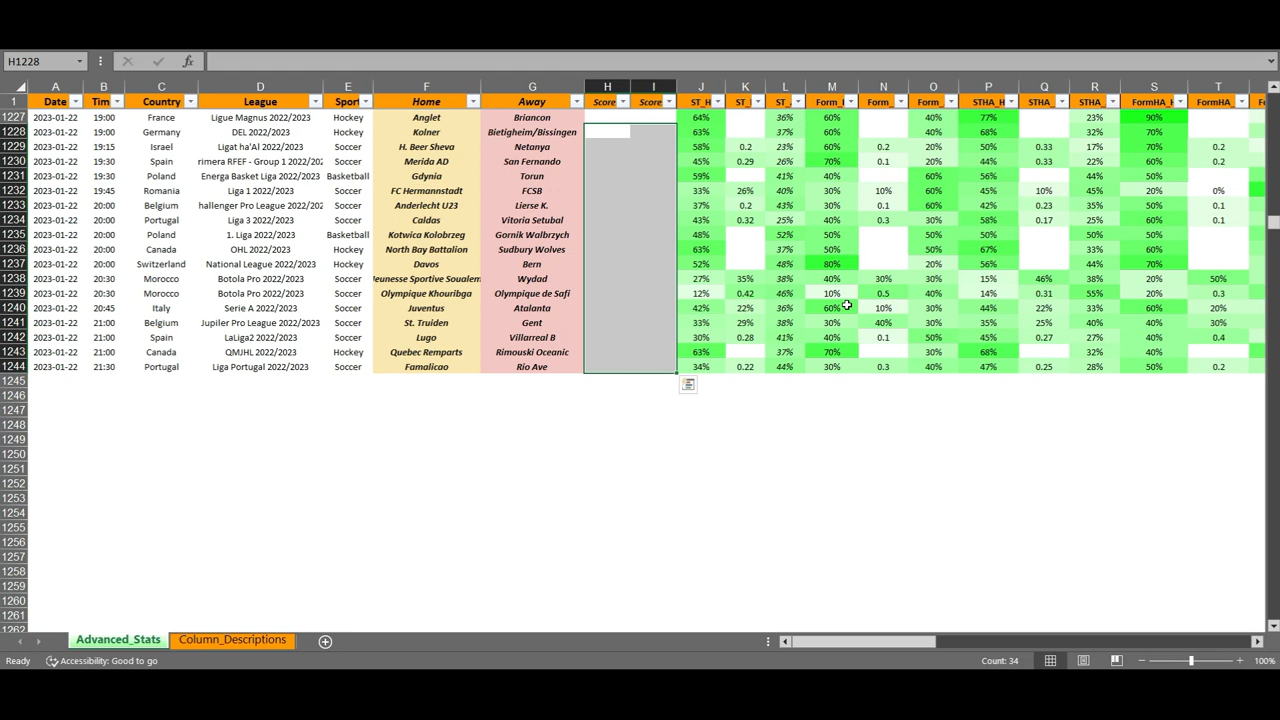 H1228
fx
A B C D E F G H I J K L M N O P Q R S T
1 Date Tim Country League Sport Home Away Score Score ST_H ST_I ST_ Form_ Form_ Form_ STHA_H STHA_ STHA_ FormHA_H FormHA_
1227 2023-01-22 19:00 France Ligue Magnus 2022/2023 Hockey Anglet Briancon 64% 36% 60% 40% 77% 23% 90%
1228 2023-01-22 19:00 Germany DEL 2022/2023 Hockey Kolner Bietigheim/Bissingen 63% 37% 60% 40% 68% 32% 70%
1229 2023-01-22 19:15 Israel Ligat ha'Al 2022/2023 Soccer H. Beer Sheva Netanya 58% 0.2 23% 60% 0.2 20% 50% 0.33 17% 70% 0.2
1230 2023-01-22 19:30 Spain rimera RFEF - Group 1 2022/202 Soccer Merida AD San Fernando 45% 0.29 26% 70% 0.1 20% 44% 0.33 22% 60% 0.2
1231 2023-01-22 19:30 Poland Energa Basket Liga 2022/2023 Basketball Gdynia Torun 59% 41% 40% 60% 56% 44% 50%
1232 2023-01-22 19:45 Romania Liga 1 2022/2023 Soccer FC Hermannstadt FCSB 33% 26% 40% 30% 10% 60% 45% 10% 45% 20% 0%
1233 2023-01-22 20:00 Belgium hallenger Pro League 2022/202 Soccer Anderlecht U23 Lierse K. 37% 0.2 43% 30% 0.1 60% 42% 0.23 35% 50% 0.1
1234 2023-01-22 20:00 Portugal Liga 3 2022/2023 Soccer Caldas Vitoria Setubal 43% 0.32 25% 40% 0.3 30% 58% 0.17 25% 60% 0.1
1235 2023-01-22 20:00 Poland 1. Liga 2022/2023 Basketball Kotwica Kolobrzeg Gornik Walbrzych 48% 52% 50% 50% 50% 50% 50%
1236 2023-01-22 20:00 Canada OHL 2022/2023 Hockey North Bay Battalion Sudbury Wolves 63% 37% 50% 50% 67% 33% 60%
1237 2023-01-22 20:00 Switzerland National League 2022/2023 Hockey Davos Bern 52% 48% 80% 20% 56% 44% 70%
1238 2023-01-22 20:30 Morocco Botola Pro 2022/2023 Soccer Jeunesse Sportive Soualem Wydad 27% 35% 38% 40% 30% 30% 15% 46% 38% 20% 50%
1239 2023-01-22 20:30 Morocco Botola Pro 2022/2023 Soccer Olympique Khouribga Olympique de Safi 12% 0.42 46% 10% 0.5 40% 14% 0.31 55% 20% 0.3
1240 2023-01-22 20:45 Italy Serie A 2022/2023 Soccer Juventus Atalanta 42% 22% 36% 60% 10% 30% 44% 22% 33% 60% 20%
1241 2023-01-22 21:00 Belgium Jupiler Pro League 2022/2023 Soccer St. Truiden Gent 33% 29% 38% 30% 40% 30% 35% 25% 40% 40% 30%
1242 2023-01-22 21:00 Spain LaLiga2 2022/2023 Soccer Lugo Villarreal B 30% 0.28 41% 40% 0.1 50% 45% 0.27 27% 40% 0.4
1243 2023-01-22 21:00 Canada QMJHL 2022/2023 Hockey Quebec Remparts Rimouski Oceanic 63% 37% 70% 30% 68% 32% 40%
1244 2023-01-22 21:30 Portugal Liga Portugal 2022/2023 Soccer Famalicao Rio Ave 34% 0.22 44% 30% 0.3 40% 47% 0.25 28% 50% 0.2
1245
1246
1247
1248
1249
1250
1251
1252
1253
1254
1255
1256
1257
1258
1259
1260
1261
1262
Advanced_Stats Column_Descriptions
Ready Accessibility: Good to go Count: 34 100%